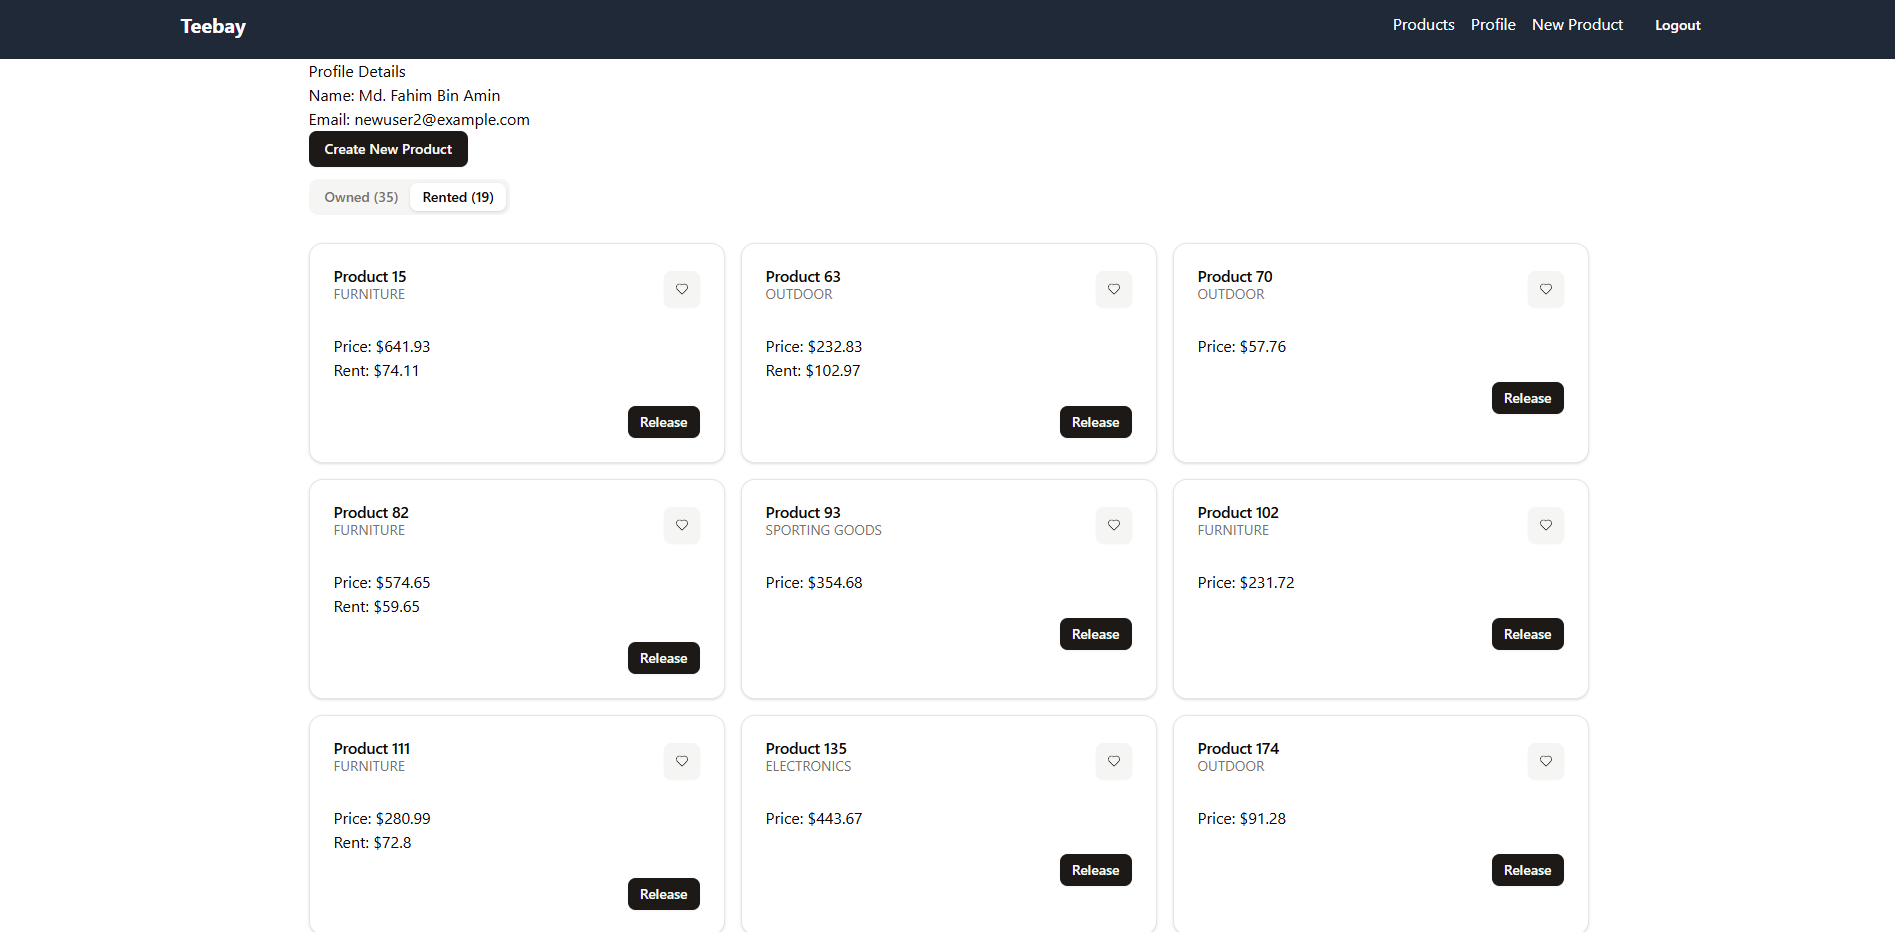 Teebay
Products Profile New Product Logout
Profile Details
Name: Md. Fahim Bin Amin
Email: newuser2@example.com
Create New Product
Owned (35) Rented (19)
Product 15
FURNITURE
Price: $641.93
Rent: $74.11
Release
Product 63
OUTDOOR
Price: $232.83
Rent: $102.97
Release
Product 70
OUTDOOR
Price: $57.76
Release
Product 82
FURNITURE
Price: $574.65
Rent: $59.65
Release
Product 93
SPORTING GOODS
Price: $354.68
Release
Product 102
FURNITURE
Price: $231.72
Release
Product 111
FURNITURE
Price: $280.99
Rent: $72.8
Release
Product 135
ELECTRONICS
Price: $443.67
Release
Product 174
OUTDOOR
Price: $91.28
Release